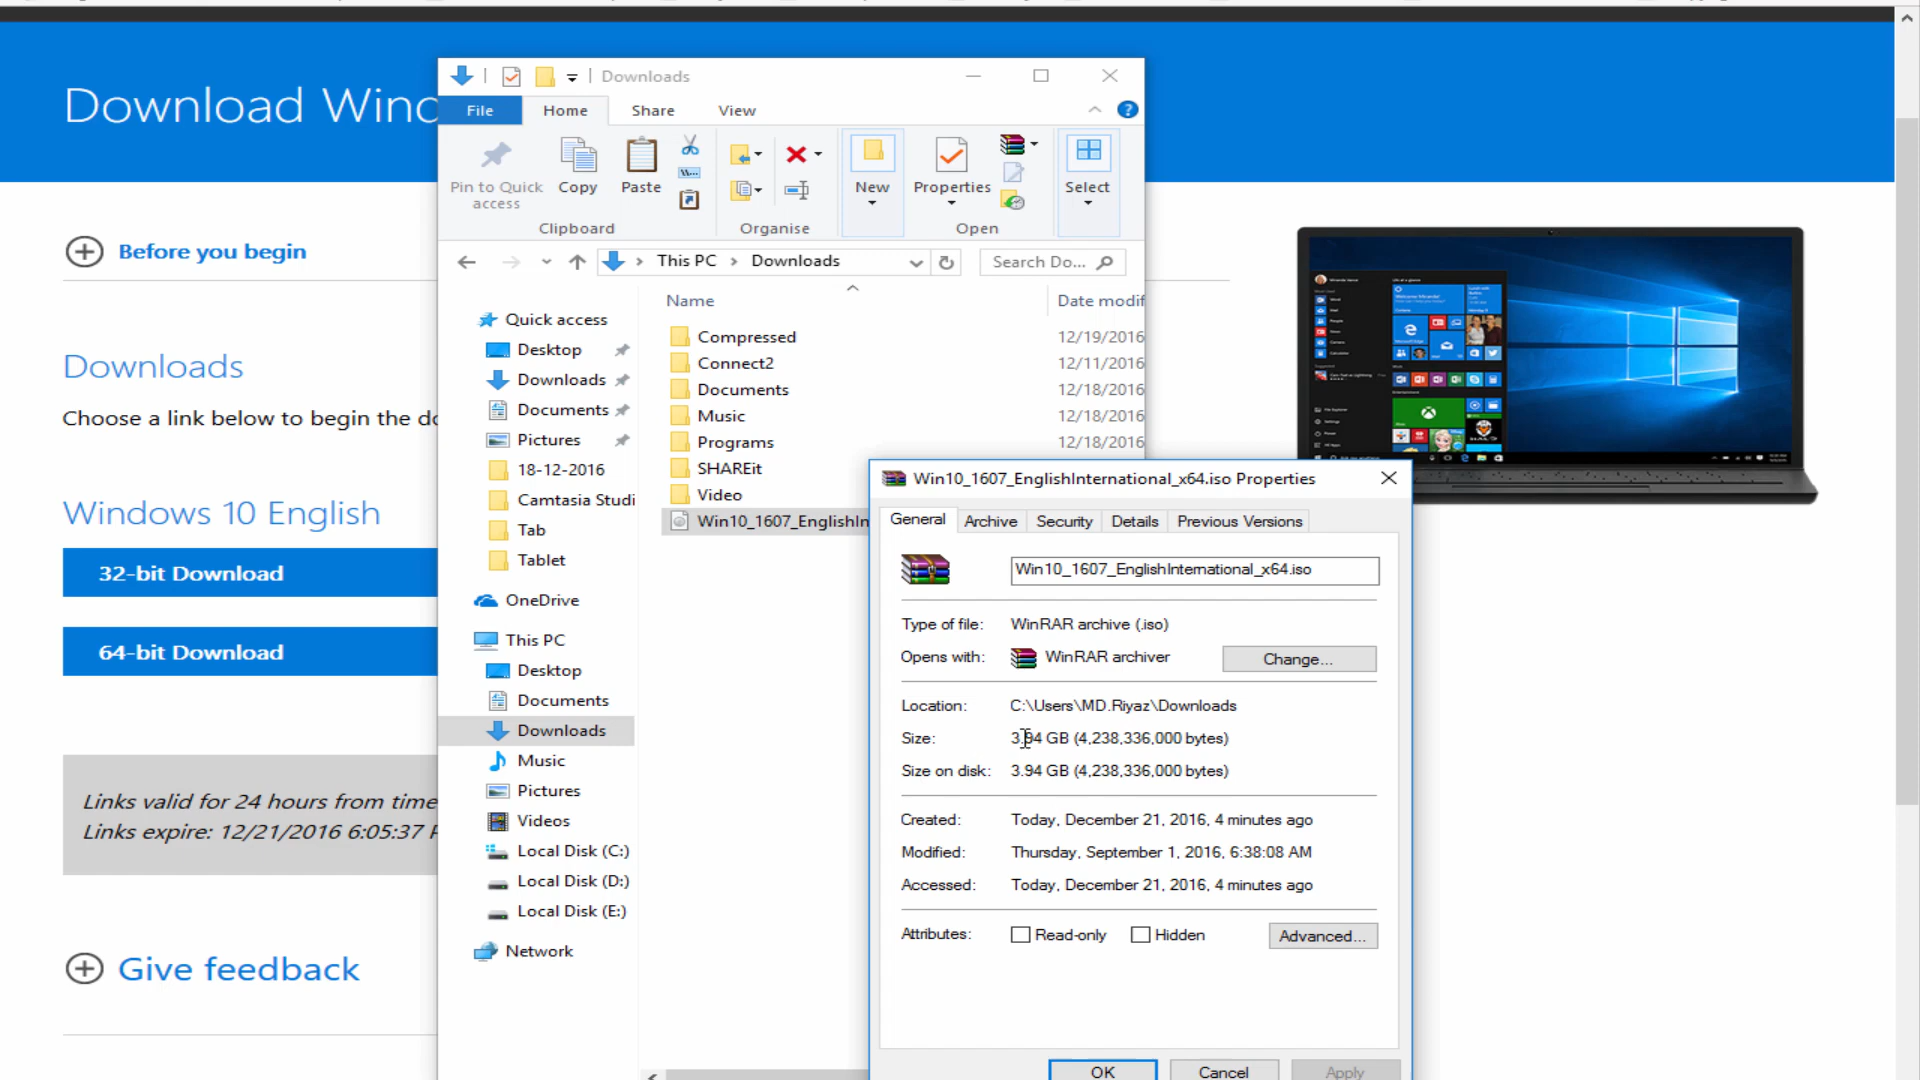 Download Wind
Before you begin
Downloads
Choose a link below to begin the do
Windows 10 English
32-bit Download
64-bit Download
Links valid for 24 hours from time
Links expire: 12/21/2016 6:05:37 P
Give feedback
Downloads
File Home Share View
Pin to Quick access
Copy
Paste
New
Properties
Select
Clipboard Organise Open
This PC Downloads
Search Do...
Name Date modif
Quick access
Desktop
Downloads
Documents
Pictures
18-12-2016
Camtasia Studi
Tab
Tablet
OneDrive
This PC
Desktop
Documents
Downloads
Music
Pictures
Videos
Local Disk (C:)
Local Disk (D:)
Local Disk (E:)
Network
Compressed 12/19/2016
Connect2 12/11/2016
Documents 12/18/2016
Music 12/18/2016
Programs 12/18/2016
SHAREit
Video
Win10_1607_EnglishIn
Win10_1607_EnglishInternational_x64.iso Properties
General Archive Security Details Previous Versions
Win10_1607_EnglishInternational_x64.iso
Type of file: WinRAR archive (.iso)
Opens with: WinRAR archiver Change...
Location: C:\Users\MD.Riyaz\Downloads
Size: 3.94 GB (4,238,336,000 bytes)
Size on disk: 3.94 GB (4,238,336,000 bytes)
Created: Today, December 21, 2016, 4 minutes ago
Modified: Thursday, September 1, 2016, 6:38:08 AM
Accessed: Today, December 21, 2016, 4 minutes ago
Attributes: Read-only Hidden Advanced...
OK Cancel Apply